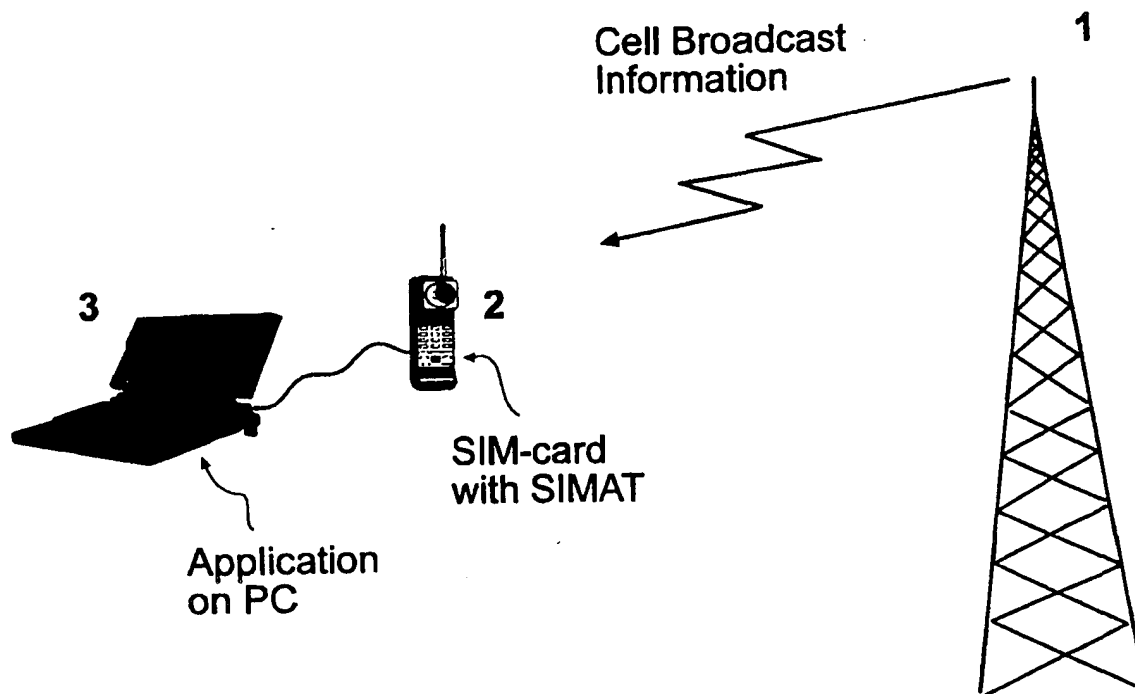 Cell Broadcast
Information
1
3
2
SIM-card
with SIMAT
Application
on PC